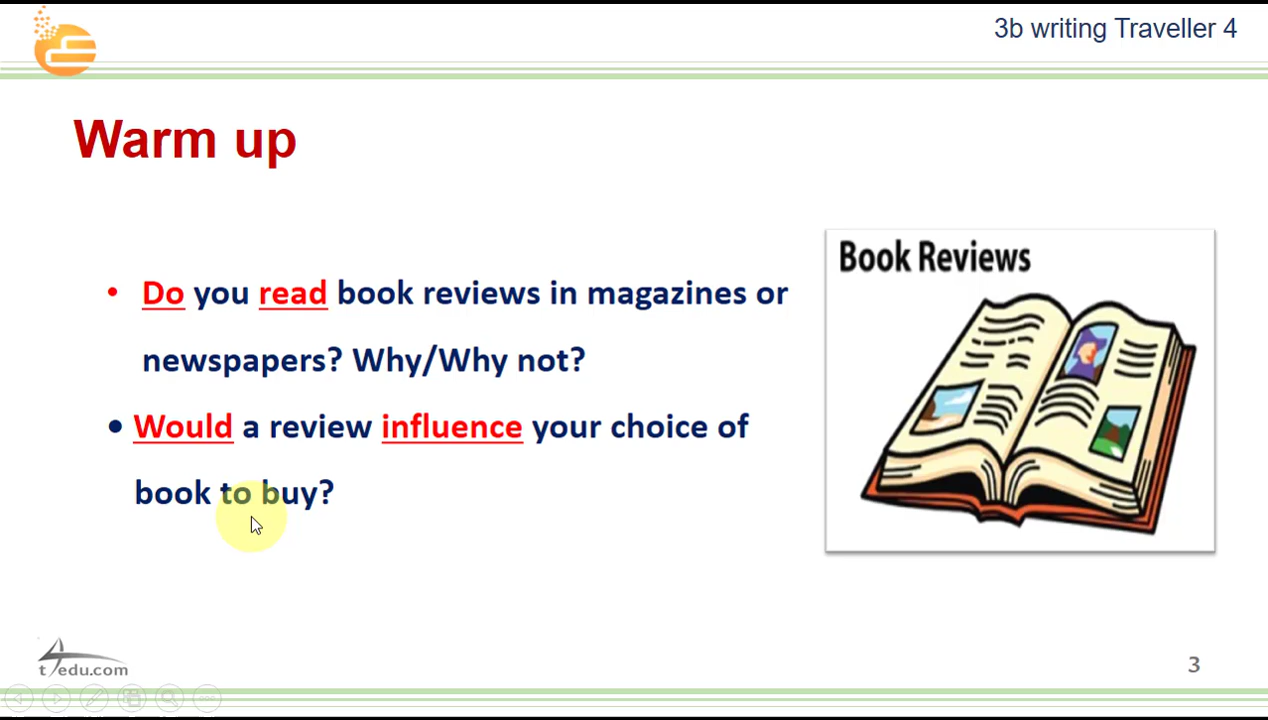 3b writing Traveller 4
Warm up
• Do you read book reviews in magazines or
newspapers? Why/Why not?
• Would a review influence your choice of
book to buy?
Book Reviews
t4edu.com
3